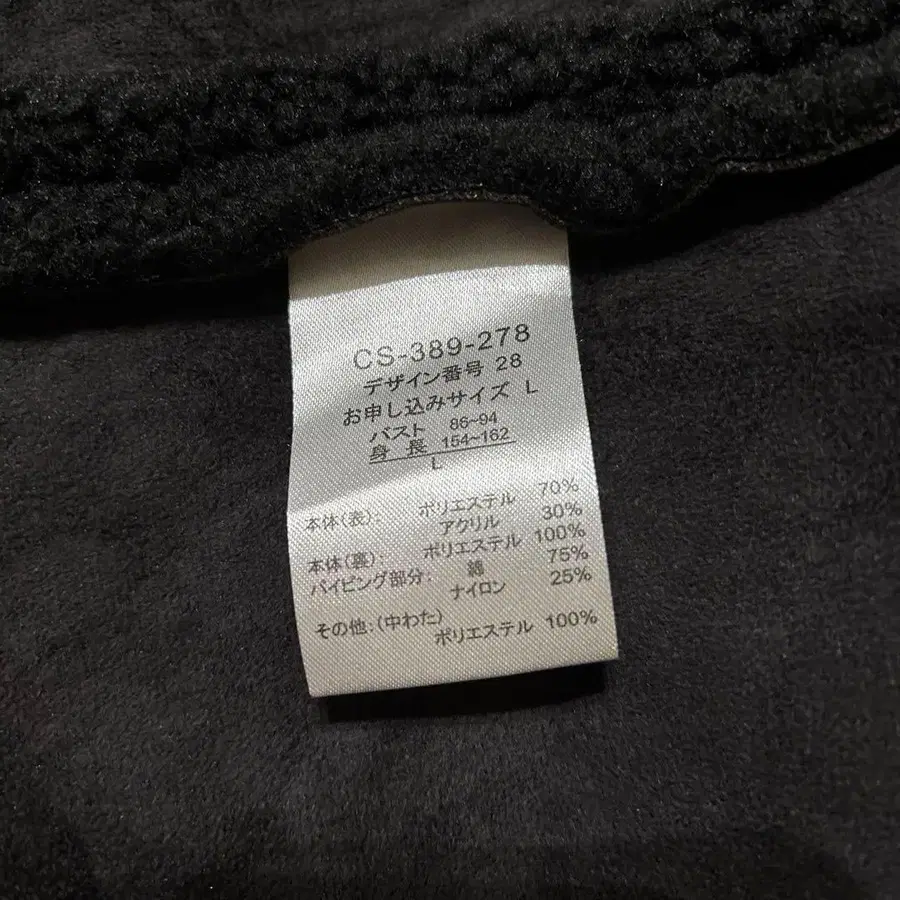 CS-389-278
デザイン番号 28
お申し込みサイズ L
バスト 86~94
身 長 154~162
L
本体(表): ポリエステル 70%
アクリル 30%
本体(裏): ポリエステル 100%
パイピング部分: 綿 75%
ナイロン 25%
その他:(中わた)
ポリエステル 100%